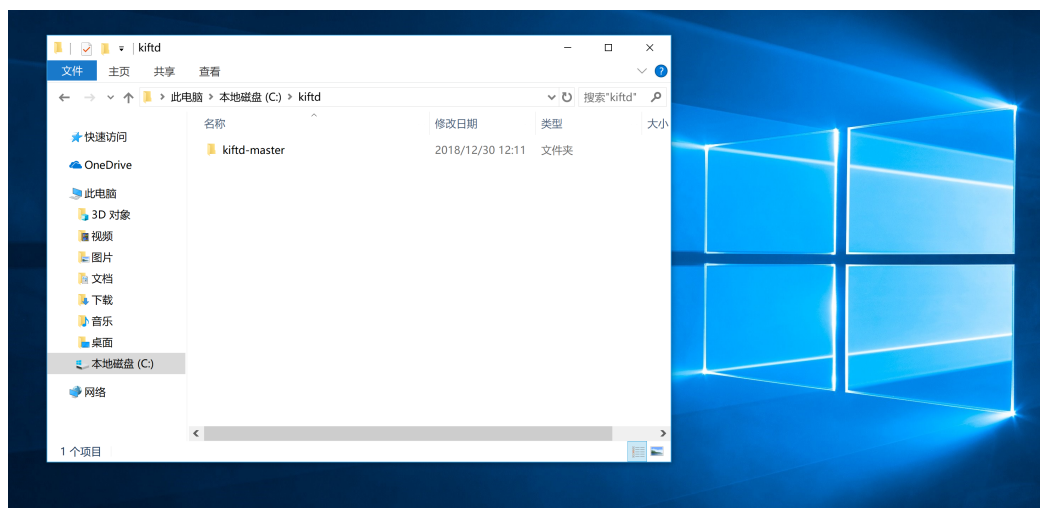 kiftd
文件 主页 共享 查看
此电脑 本地磁盘 (C:) kiftd 搜索"kiftd"
名称 修改日期 类型 大小
快速访问
kiftd-master 2018/12/30 12:11 文件夹
OneDrive
此电脑
3D 对象
视频
图片
文档
下载
音乐
桌面
本地磁盘 (C:)
网络
1 个项目